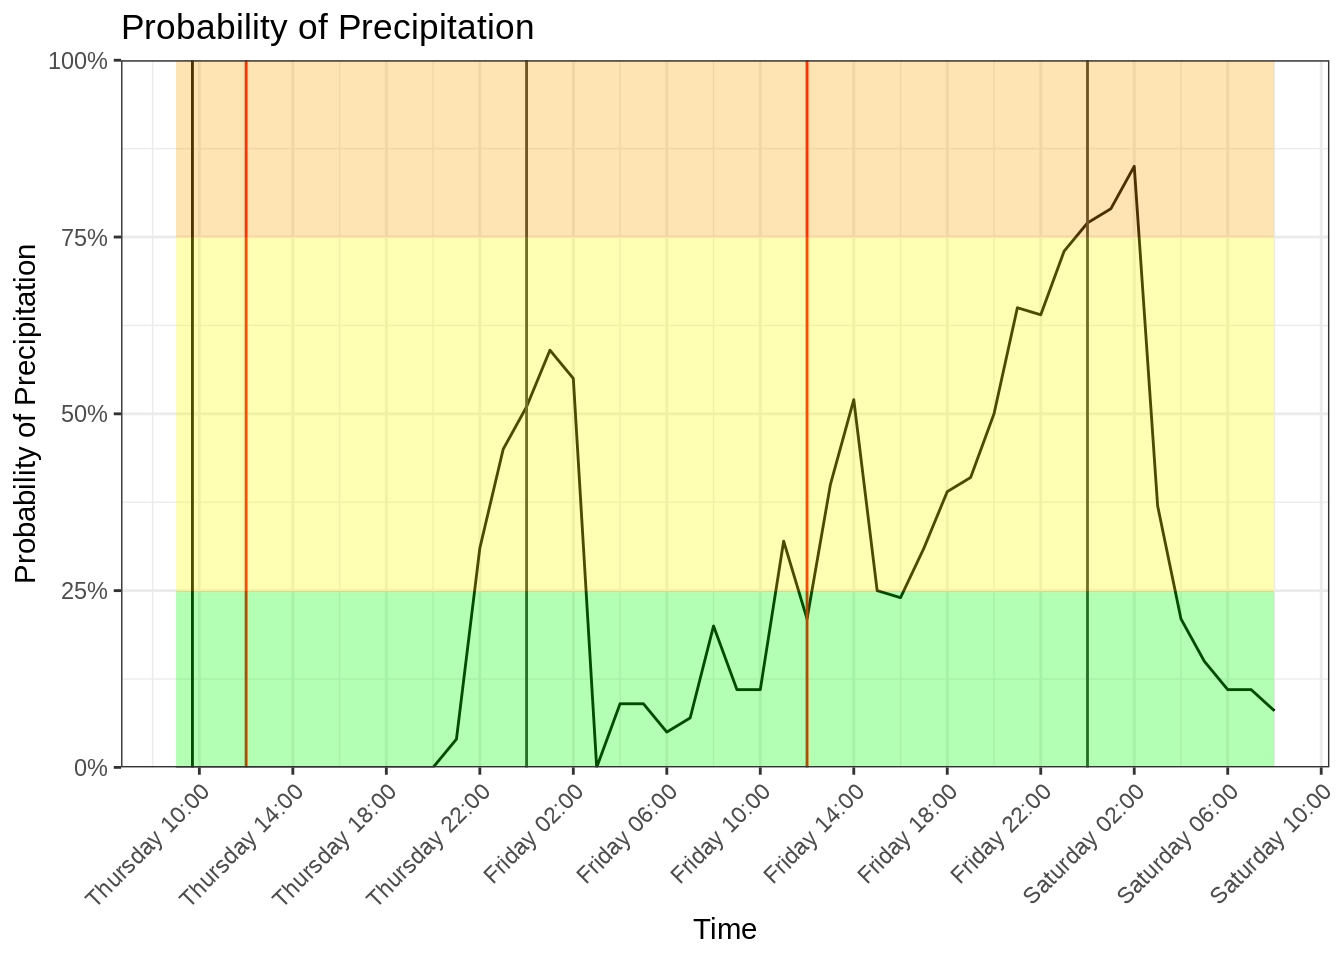 Probability of Precipitation
Probability of Precipitation
100%
75%
50%
25%
0%
Thursday 10:00
Thursday 14:00
Thursday 18:00
Thursday 22:00
Friday 02:00
Friday 06:00
Friday 10:00
Friday 14:00
Friday 18:00
Friday 22:00
Saturday 02:00
Saturday 06:00
Saturday 10:00
Time